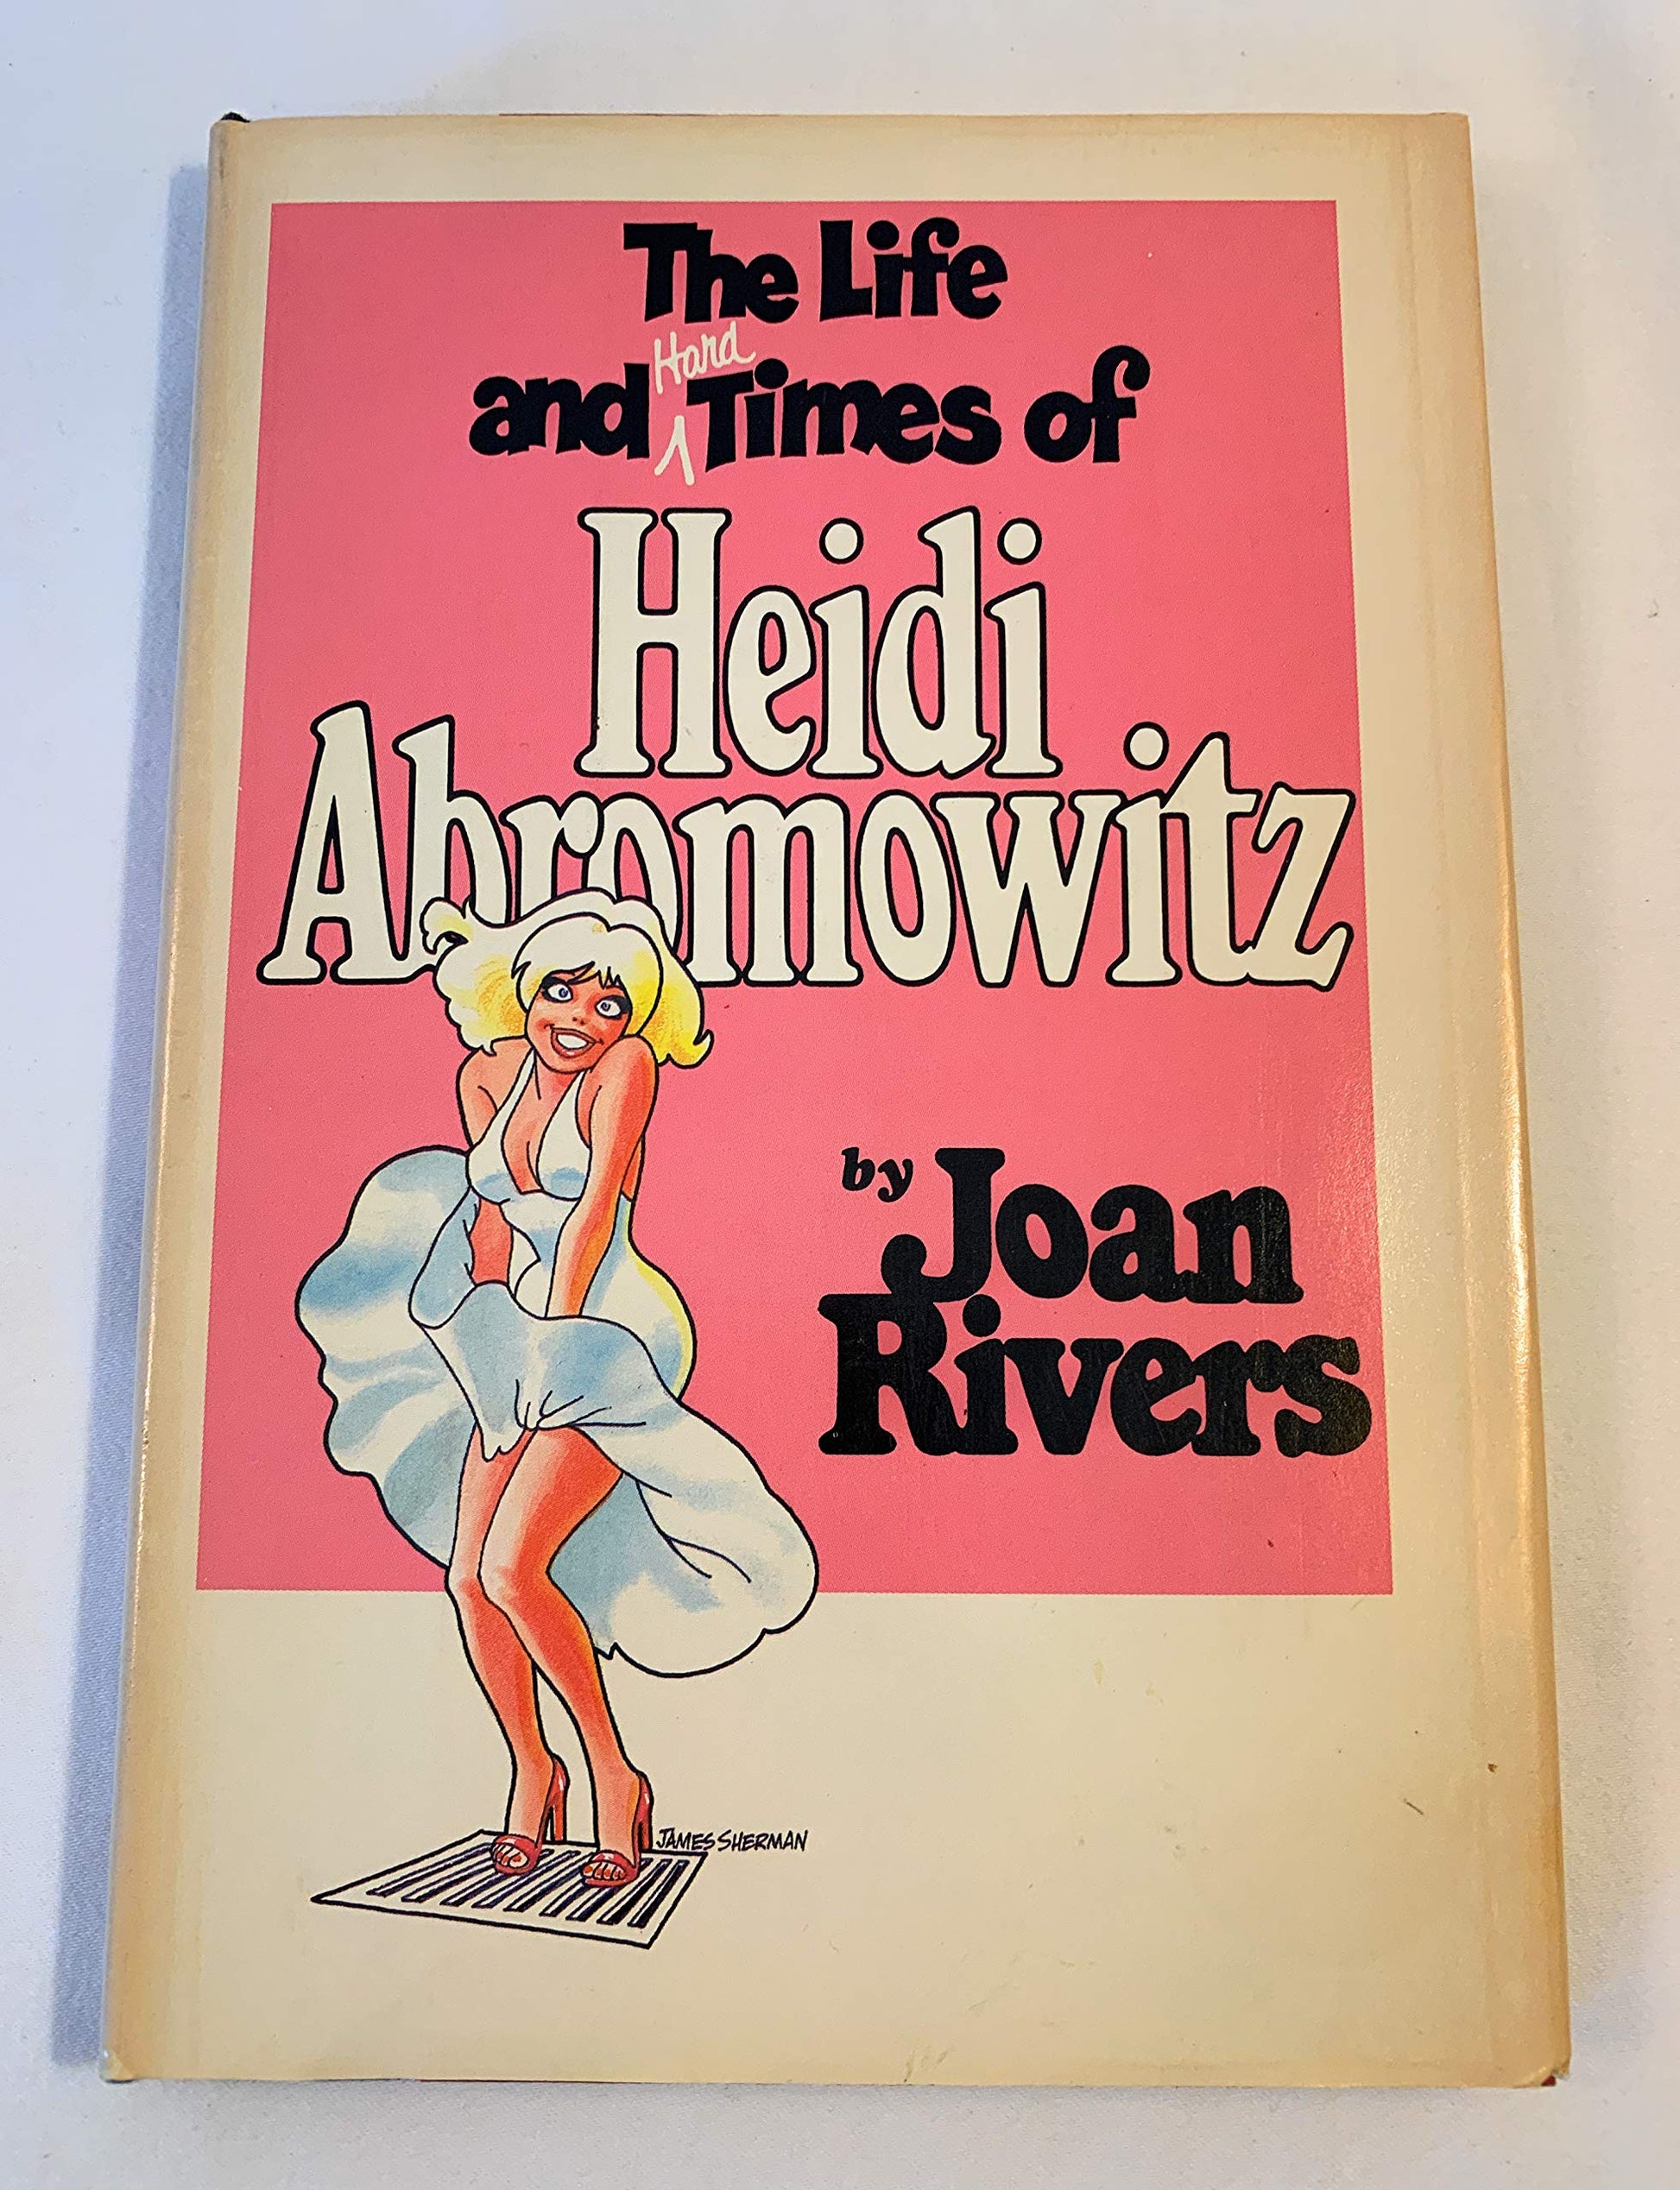 The Life
Hard
and Times of
Heidi
Abromowitz
by Joan
Rivers
JAMES SHERMAN